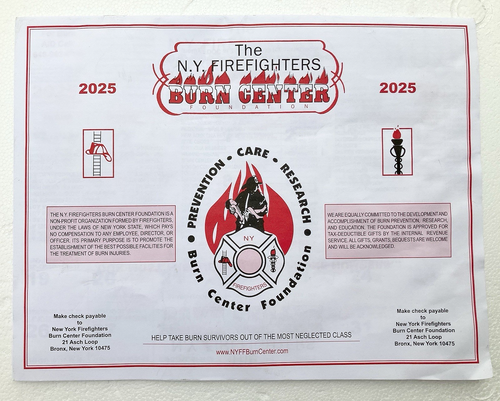 The
N.Y. FIREFIGHTERS
BURN CENTER
FOUNDATION
2025
2025
PREVENTION • CARE • RESEARCH
Burn Center Foundation
NY
FIREFIGHTERS
THE N.Y. FIREFIGHTERS BURN CENTER FOUNDATION IS A
NON-PROFIT ORGANIZATION FORMED BY FIREFIGHTERS,
UNDER THE LAWS OF NEW YORK STATE, WHICH PAYS
NO COMPENSATION TO ANY EMPLOYEE, DIRECTOR, OR
OFFICER. ITS PRIMARY PURPOSE IS TO PROMOTE THE
ESTABLISHMENT OF THE BEST POSSIBLE FACILITIES FOR
THE TREATMENT OF BURN INJURIES.
WE ARE EQUALLY COMMITTED TO THE DEVELOPMENT AND
ACCOMPLISHMENT OF BURN PREVENTION, RESEARCH,
AND EDUCATION. THE FOUNDATION IS APPROVED FOR
TAX-DEDUCTIBLE GIFTS BY THE INTERNAL REVENUE
SERVICE. ALL GIFTS, GRANTS, BEQUESTS ARE WELCOME
AND WILL BE ACKNOWLEDGED.
Make check payable
to
New York Firefighters
Burn Center Foundation
21 Asch Loop
Bronx, New York 10475
Make check payable
to
New York Firefighters
Burn Center Foundation
21 Asch Loop
Bronx, New York 10475
HELP TAKE BURN SURVIVORS OUT OF THE MOST NEGLECTED CLASS
www.NYFFBurnCenter.com